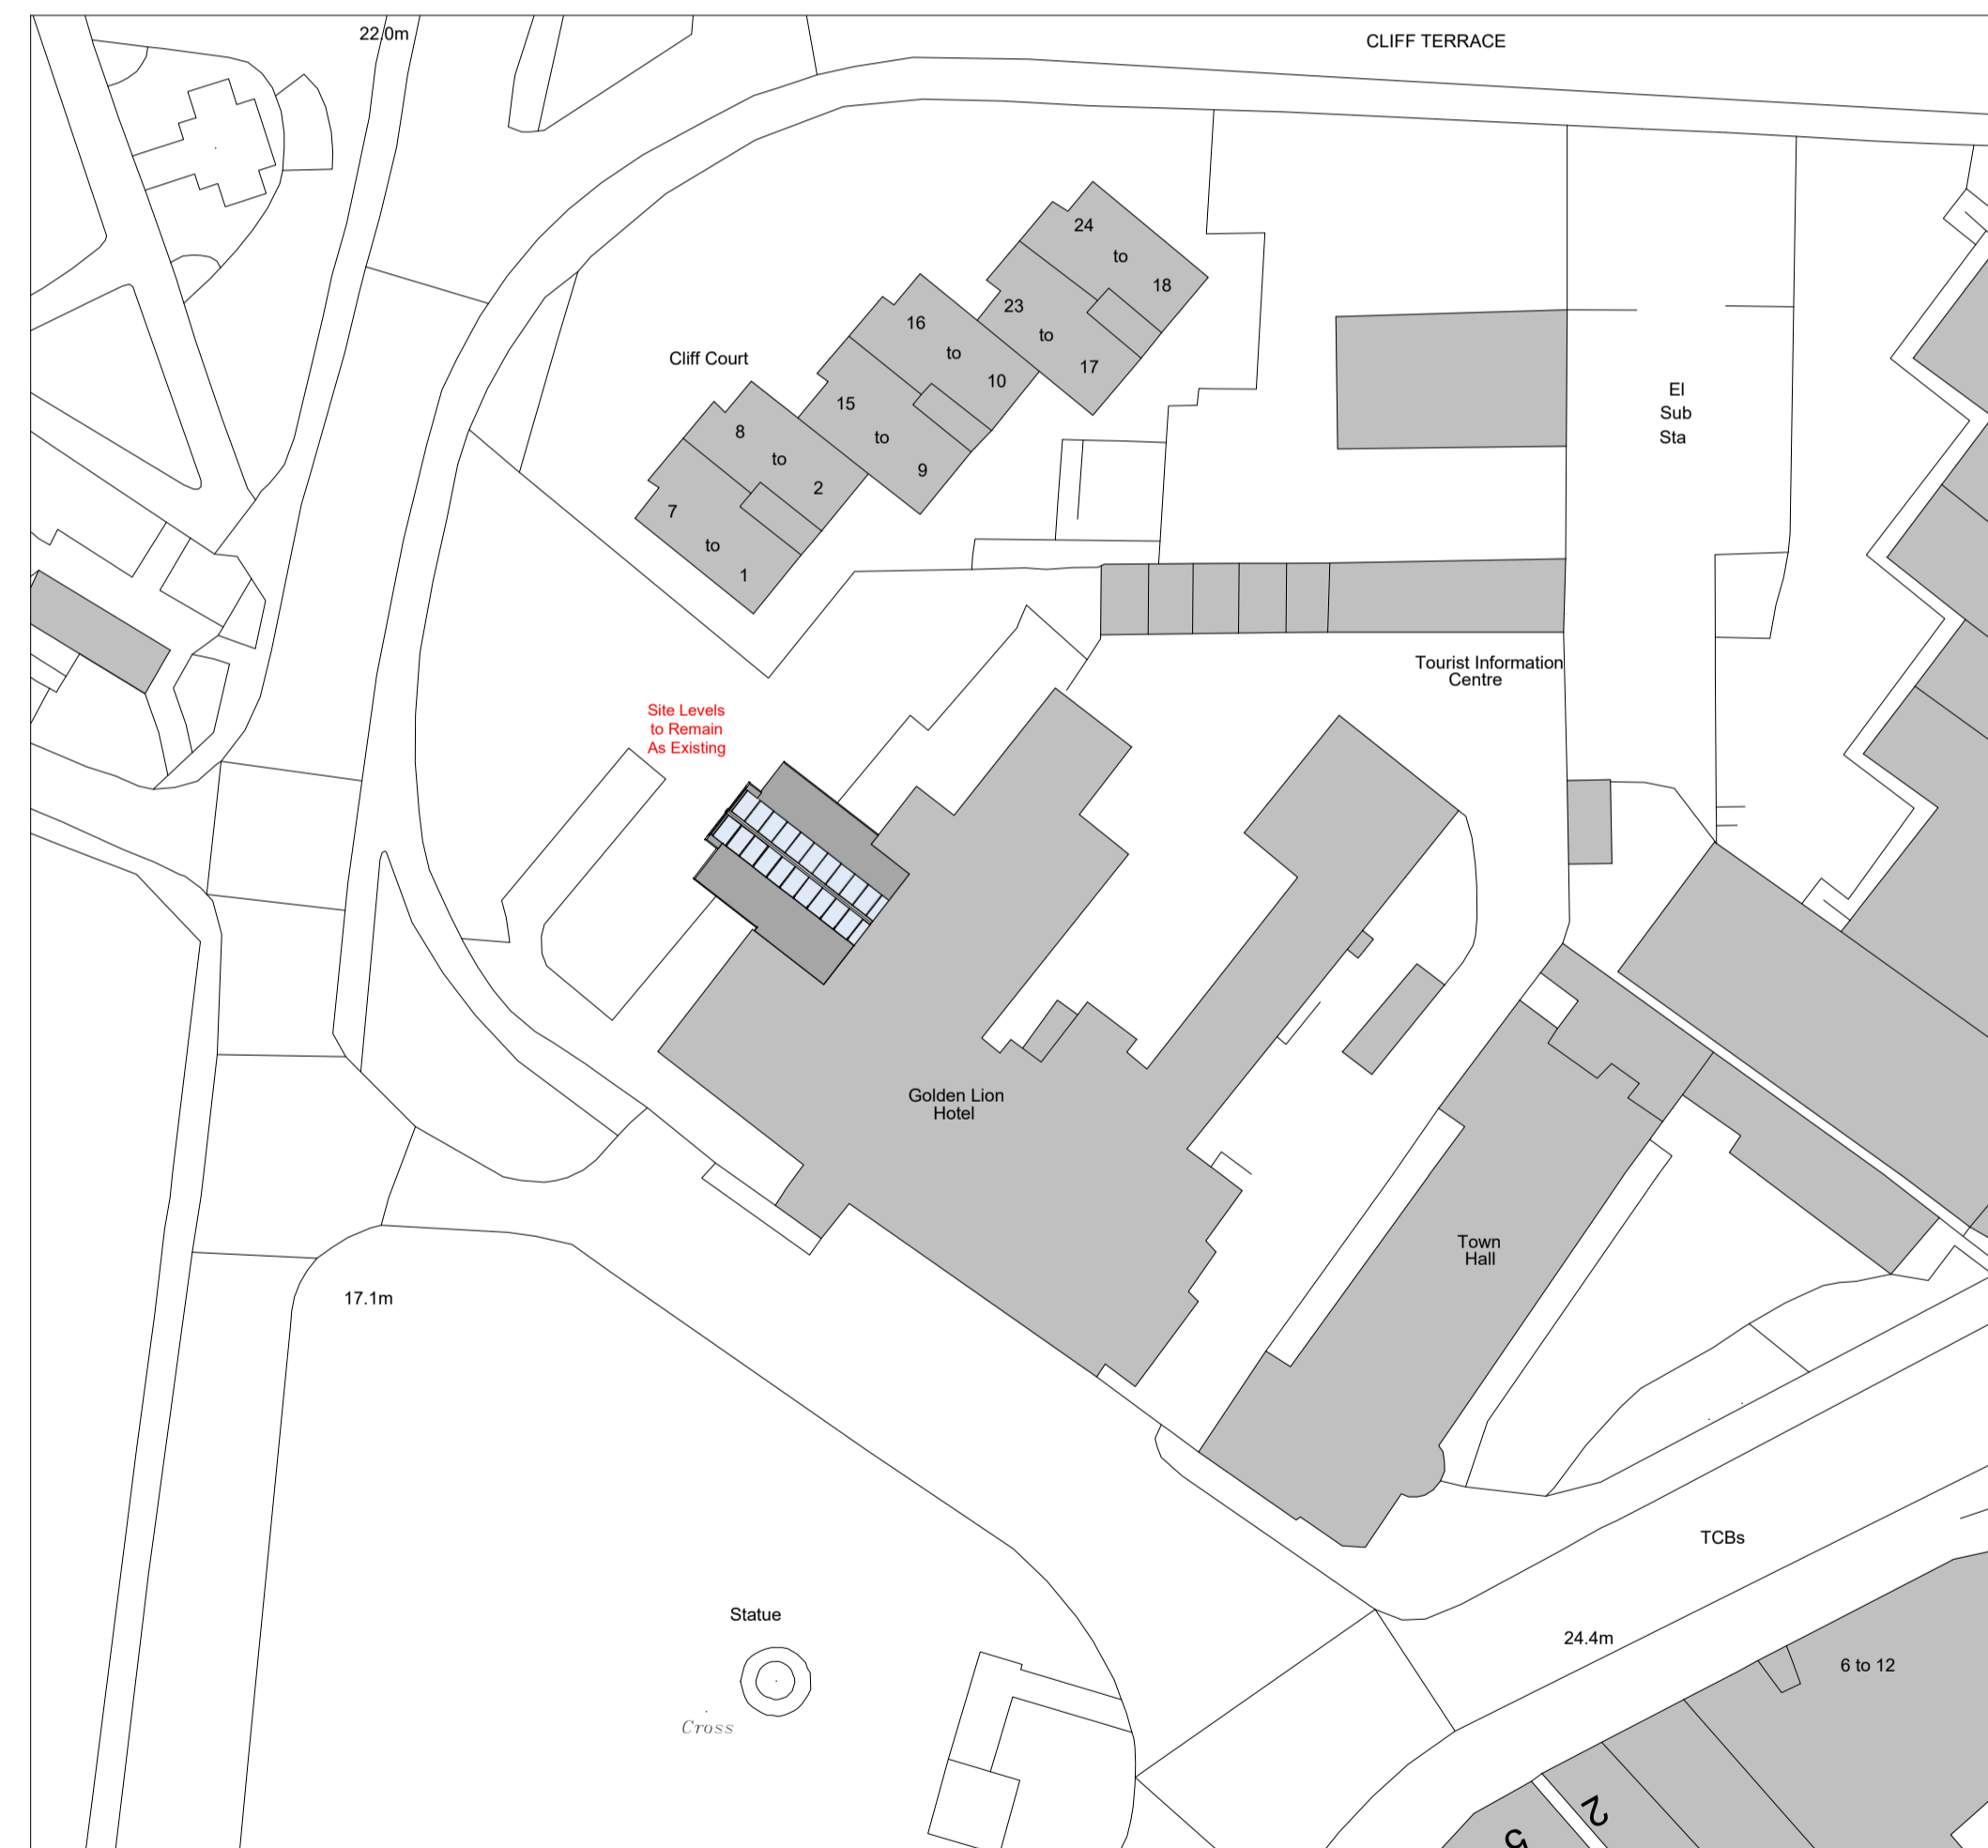 22.0m
CLIFF TERRACE
24
to
18
23
to
17
16
to
10
15
to
9
Cliff Court
8
to
2
7
to
1
El
Sub
Sta
Tourist Information
Centre
Site Levels
to Remain
As Existing
Golden Lion
Hotel
Town
Hall
17.1m
TCBs
Statue
Cross
24.4m
6 to 12
2
5